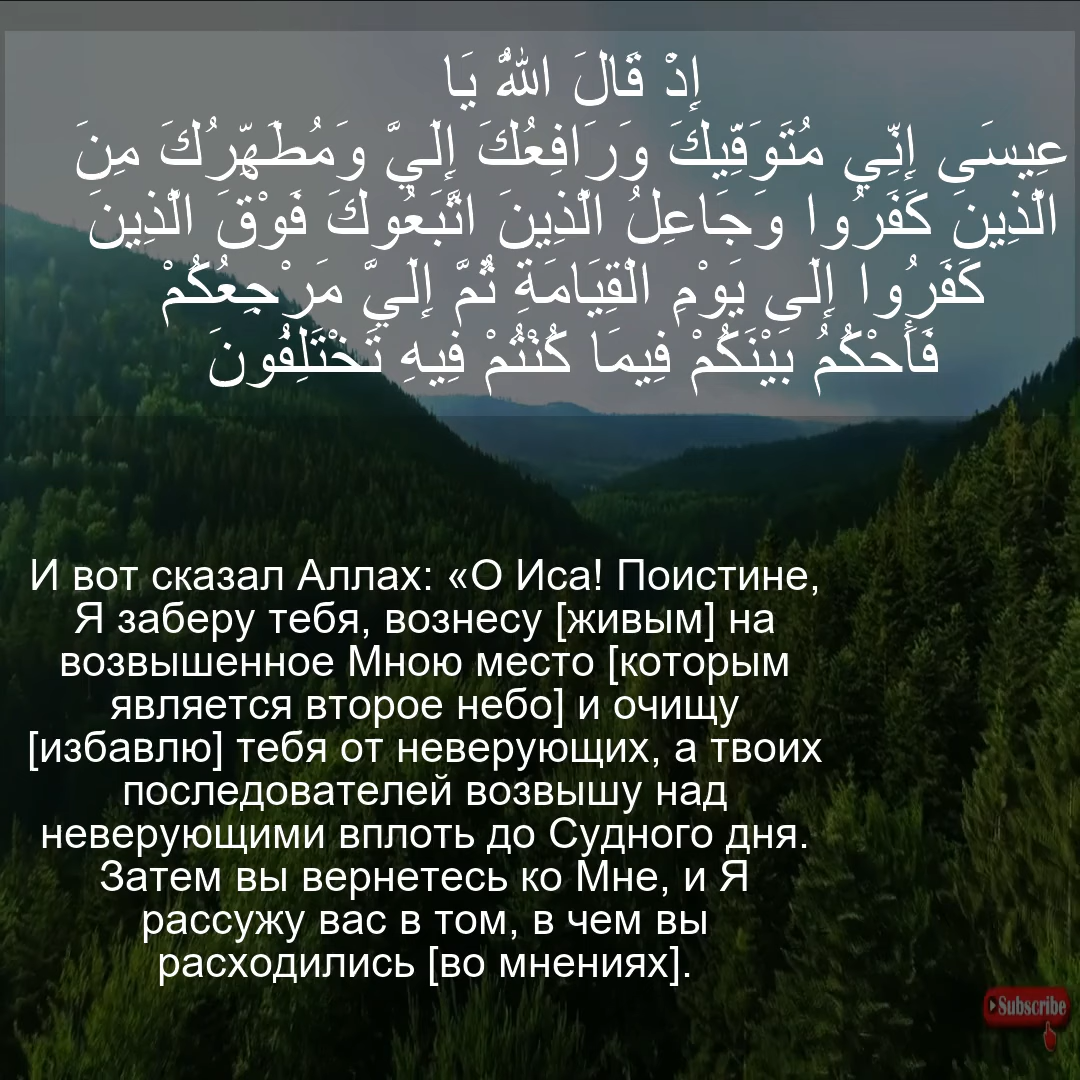 إِذْ قَالَ اللَّهُ يَا
عِيسَى إِنِّي مُتَوَفِّيكَ وَرَافِعُكَ إِلَيَّ وَمُطَهِّرُكَ مِنَ
الَّذِينَ كَفَرُوا وَجَاعِلُ الَّذِينَ اتَّبَعُوكَ فَوْقَ الَّذِينَ
كَفَرُوا إِلَى يَوْمِ الْقِيَامَةِ ثُمَّ إِلَيَّ مَرْجِعُكُمْ
فَأَحْكُمُ بَيْنَكُمْ فِيمَا كُنْتُمْ فِيهِ تَخْتَلِفُونَ
И вот сказал Аллах: «О Иса! Поистине,
Я заберу тебя, вознесу [живым] на
возвышенное Мною место [которым
является второе небо] и очищу
[избавлю] тебя от неверующих, а твоих
последователей возвышу над
неверующими вплоть до Судного дня.
Затем вы вернетесь ко Мне, и Я
рассужу вас в том, в чем вы
расходились [во мнениях].
Subscribe